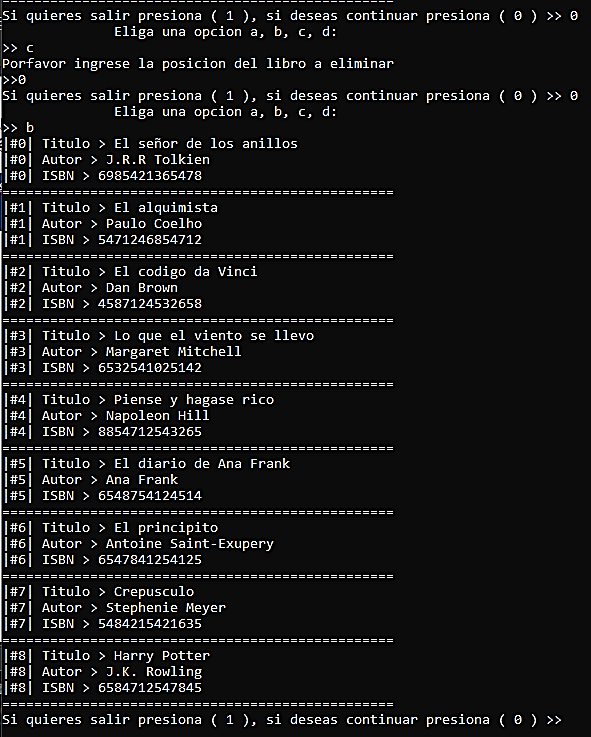 =================================================
Si quieres salir presiona ( 1 ), si deseas continuar presiona ( 0 ) >> 0
Eliga una opcion a, b, c, d:
>> c
Porfavor ingrese la posicion del libro a eliminar
>>0
Si quieres salir presiona ( 1 ), si deseas continuar presiona ( 0 ) >> 0
Eliga una opcion a, b, c, d:
>> b
|#0| Titulo > El señor de los anillos
|#0| Autor > J.R.R Tolkien
|#0| ISBN > 6985421365478
=================================================
|#1| Titulo > El alquimista
|#1| Autor > Paulo Coelho
|#1| ISBN > 5471246854712
=================================================
|#2| Titulo > El codigo da Vinci
|#2| Autor > Dan Brown
|#2| ISBN > 4587124532658
=================================================
|#3| Titulo > Lo que el viento se llevo
|#3| Autor > Margaret Mitchell
|#3| ISBN > 6532541025142
=================================================
|#4| Titulo > Piense y hagase rico
|#4| Autor > Napoleon Hill
|#4| ISBN > 8854712543265
=================================================
|#5| Titulo > El diario de Ana Frank
|#5| Autor > Ana Frank
|#5| ISBN > 6548754124514
=================================================
|#6| Titulo > El principito
|#6| Autor > Antoine Saint-Exupery
|#6| ISBN > 6547841254125
=================================================
|#7| Titulo > Crepusculo
|#7| Autor > Stephenie Meyer
|#7| ISBN > 5484215421635
=================================================
|#8| Titulo > Harry Potter
|#8| Autor > J.K. Rowling
|#8| ISBN > 6584712547845
=================================================
Si quieres salir presiona ( 1 ), si deseas continuar presiona ( 0 ) >>